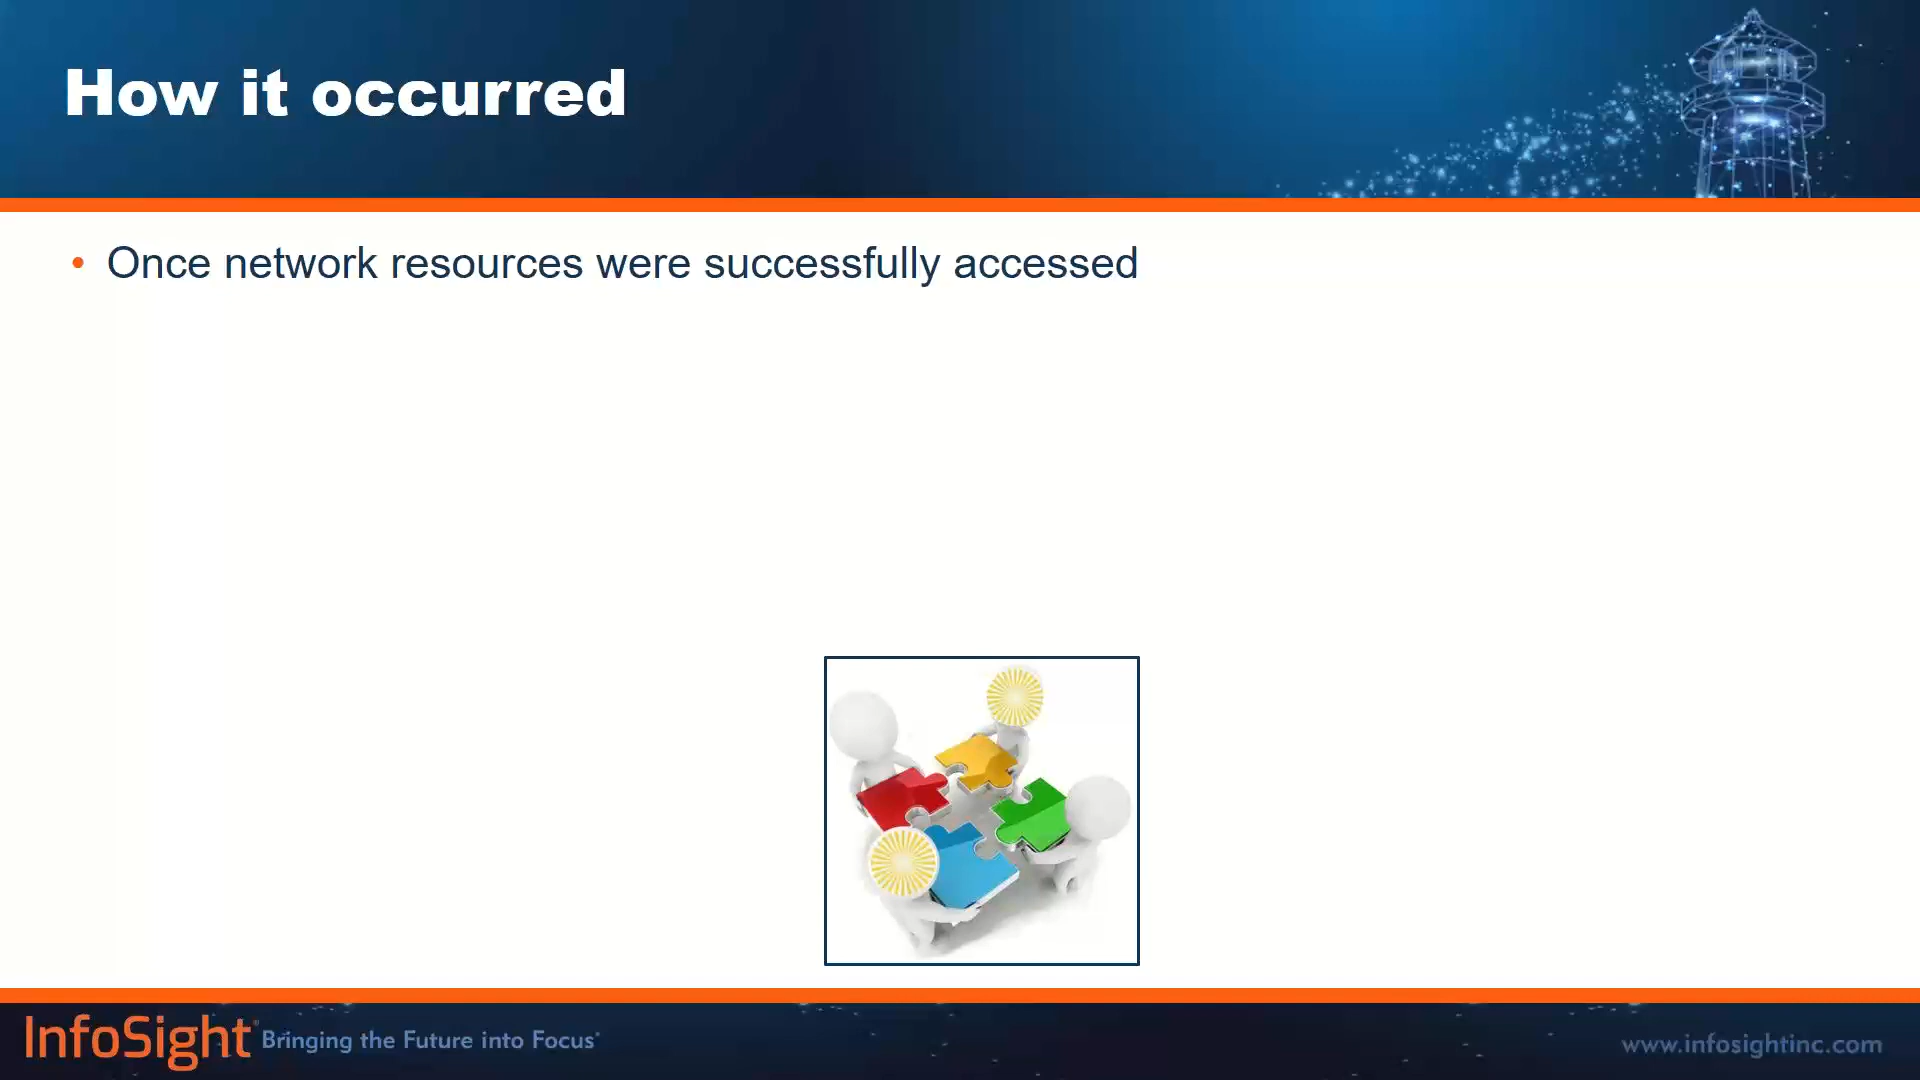 How it occurred
• Once network resources were successfully accessed
InfoSight® Bringing the Future into Focus®
www.infosightinc.com